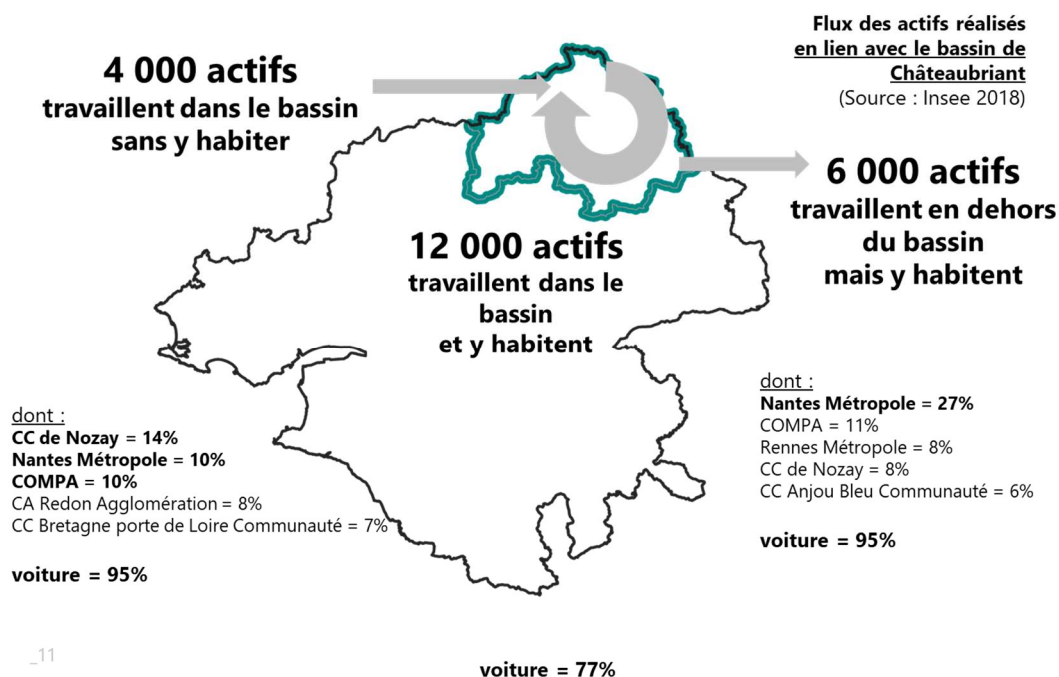 Flux des actifs réalisés
en lien avec le bassin de
Châteaubriant
(Source : Insee 2018)
4 000 actifs
travaillent dans le bassin
sans y habiter
6 000 actifs
travaillent en dehors
du bassin
mais y habitent
12 000 actifs
travaillent dans le
bassin
et y habitent
dont :
CC de Nozay = 14%
Nantes Métropole = 10%
COMPA = 10%
CA Redon Agglomération = 8%
CC Bretagne porte de Loire Communauté = 7%
voiture = 95%
dont :
Nantes Métropole = 27%
COMPA = 11%
Rennes Métropole = 8%
CC de Nozay = 8%
CC Anjou Bleu Communauté = 6%
voiture = 95%
_11
voiture = 77%